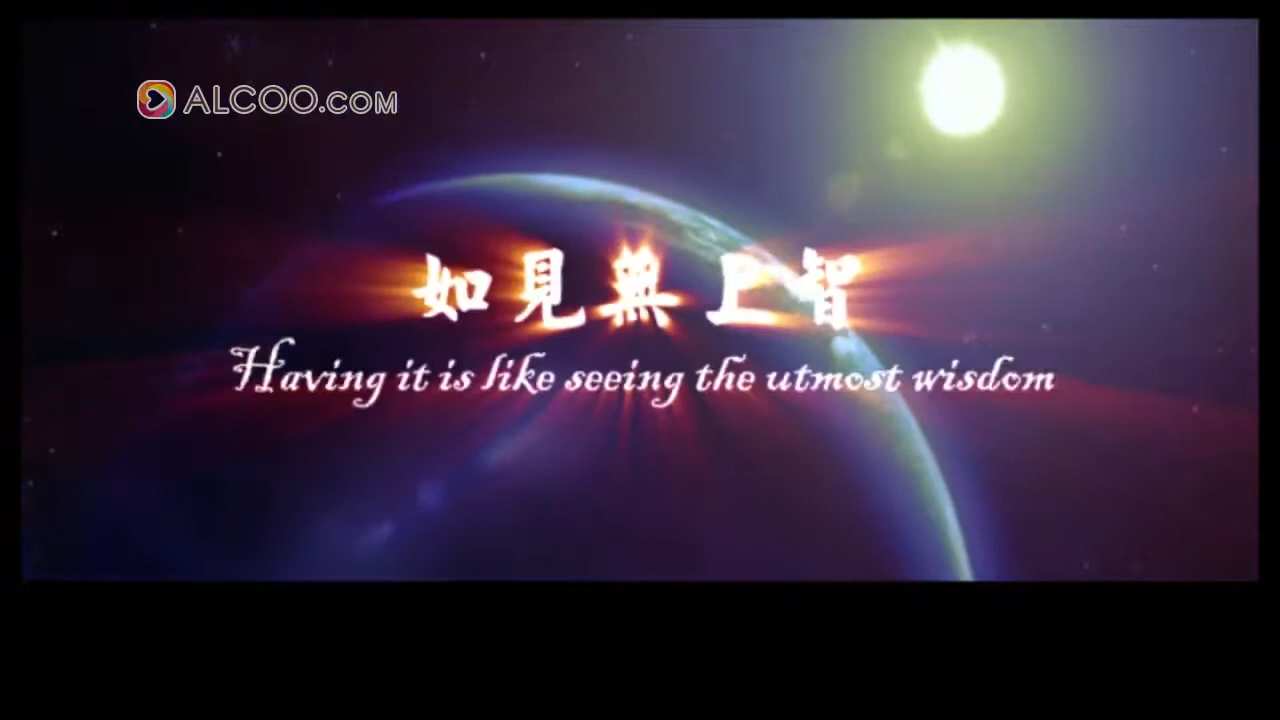 ALCOO.COM
如見無上智
Having it is like seeing the utmost wisdom